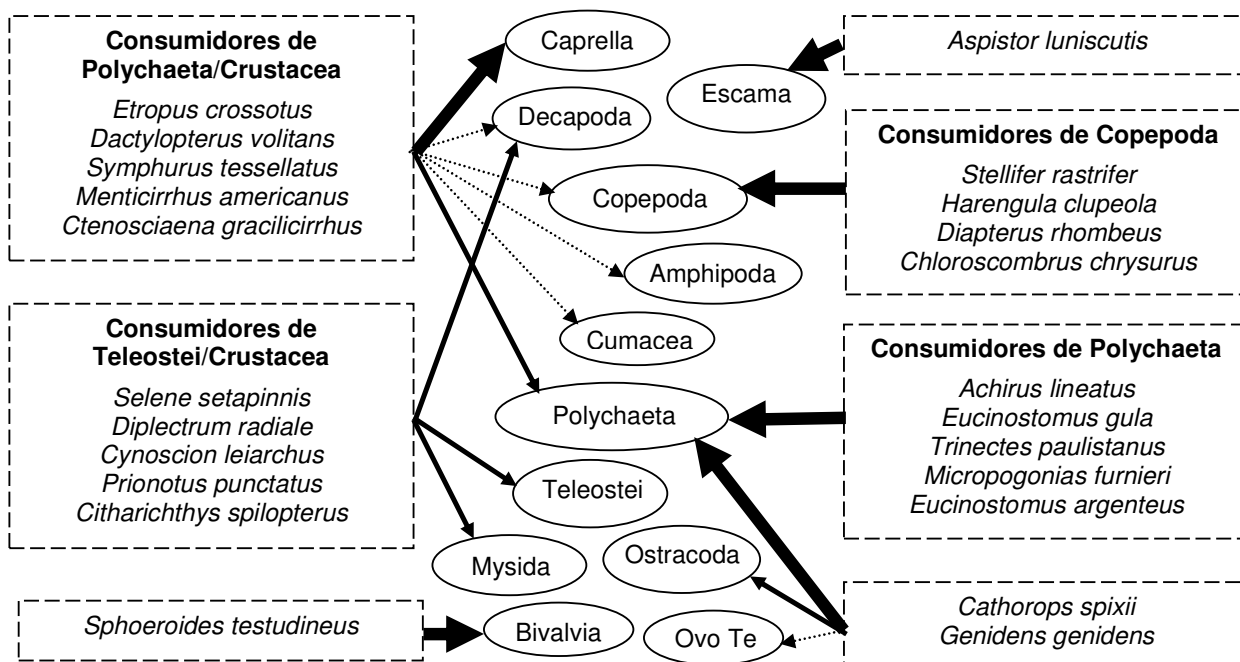 Consumidores de
Polychaeta/Crustacea
Etropus crossotus
Dactylopterus volitans
Symphurus tessellatus
Menticirrhus americanus
Ctenosciaena gracilicirrhus
Consumidores de
Teleostei/Crustacea
Selene setapinnis
Diplectrum radiale
Cynoscion leiarchus
Prionotus punctatus
Citharichthys spilopterus
Sphoeroides testudineus
Caprella
Escama
Decapoda
Copepoda
Amphipoda
Cumacea
Polychaeta
Teleostei
Ostracoda
Mysida
Bivalvia
Ovo Te
Aspistor luniscutis
Consumidores de Copepoda
Stellifer rastrifer
Harengula clupeola
Diapterus rhombeus
Chloroscombrus chrysurus
Consumidores de Polychaeta
Achirus lineatus
Eucinostomus gula
Trinectes paulistanus
Micropogonias furnieri
Eucinostomus argenteus
Cathorops spixii
Genidens genidens